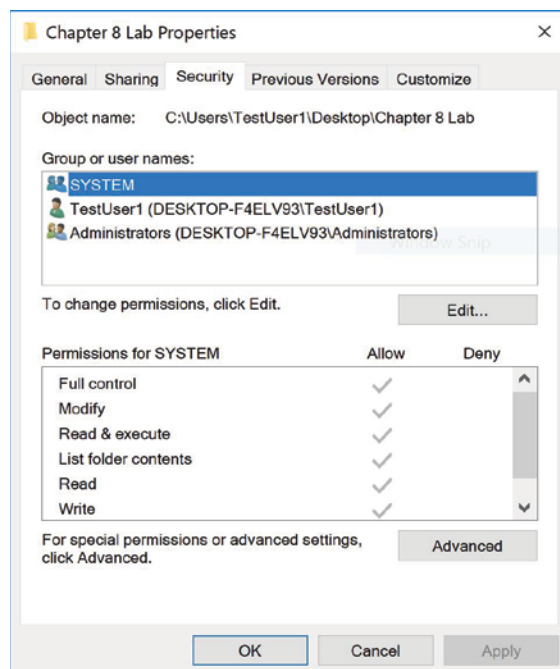 Chapter 8 Lab Properties
General Sharing Security Previous Versions Customize
Object name: C:\Users\TestUser1\Desktop\Chapter 8 Lab
Group or user names:
SYSTEM
TestUser1 (DESKTOP-F4ELV93\TestUser1)
Administrators (DESKTOP-F4ELV93\Administrators)
Window Snip
To change permissions, click Edit.
Edit...
Permissions for SYSTEM Allow Deny
Full control
Modify
Read & execute
List folder contents
Read
Write
For special permissions or advanced settings,
click Advanced.
Advanced
OK Cancel Apply